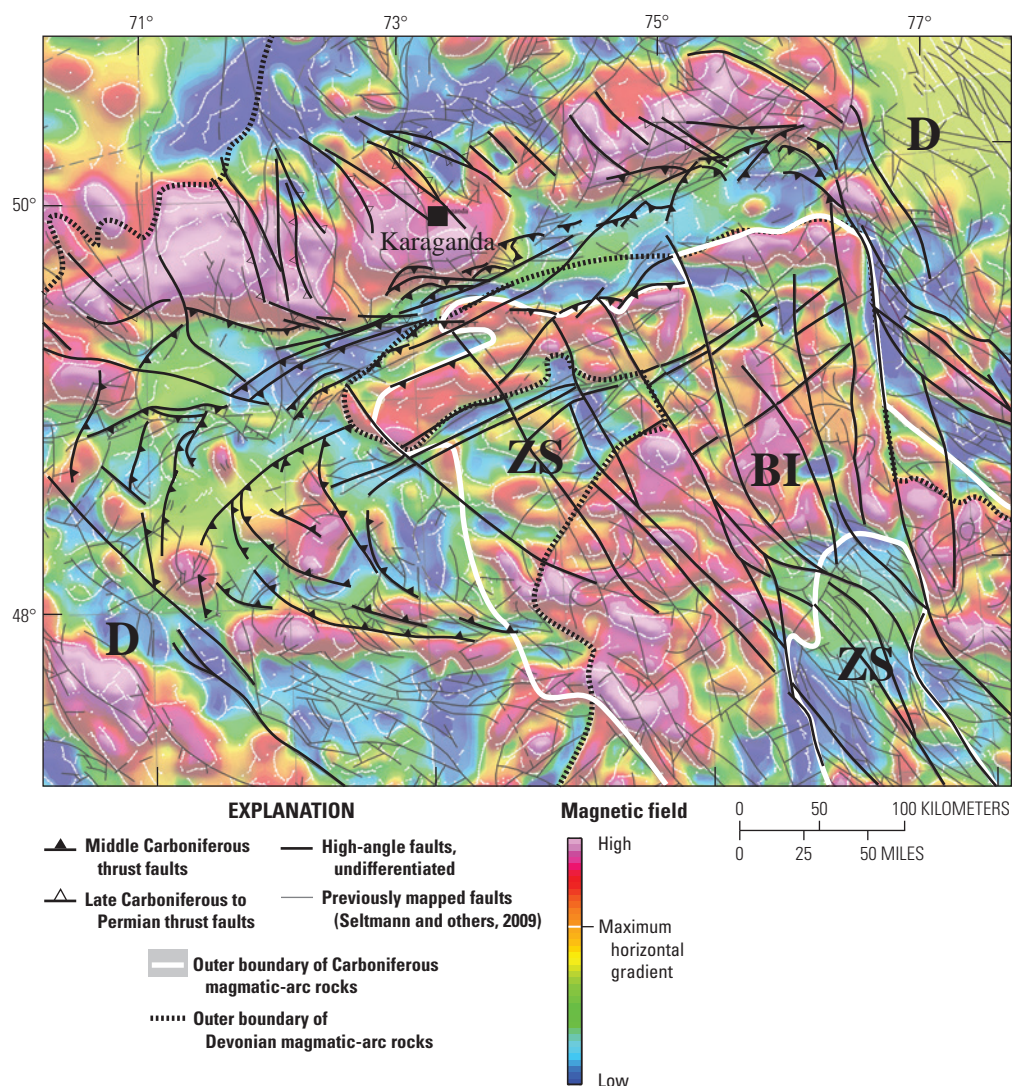 71°
73°
75°
77°
50°
48°
D
Karaganda
ZS
BI
D
ZS
EXPLANATION
Middle Carboniferous
thrust faults
High-angle faults,
undifferentiated
Late Carboniferous to
Permian thrust faults
Previously mapped faults
(Seltmann and others, 2009)
Outer boundary of Carboniferous
magmatic-arc rocks
Outer boundary of
Devonian magmatic-arc rocks
Magnetic field
High
Maximum
horizontal
gradient
Low
0 50 100 KILOMETERS
0 25 50 MILES